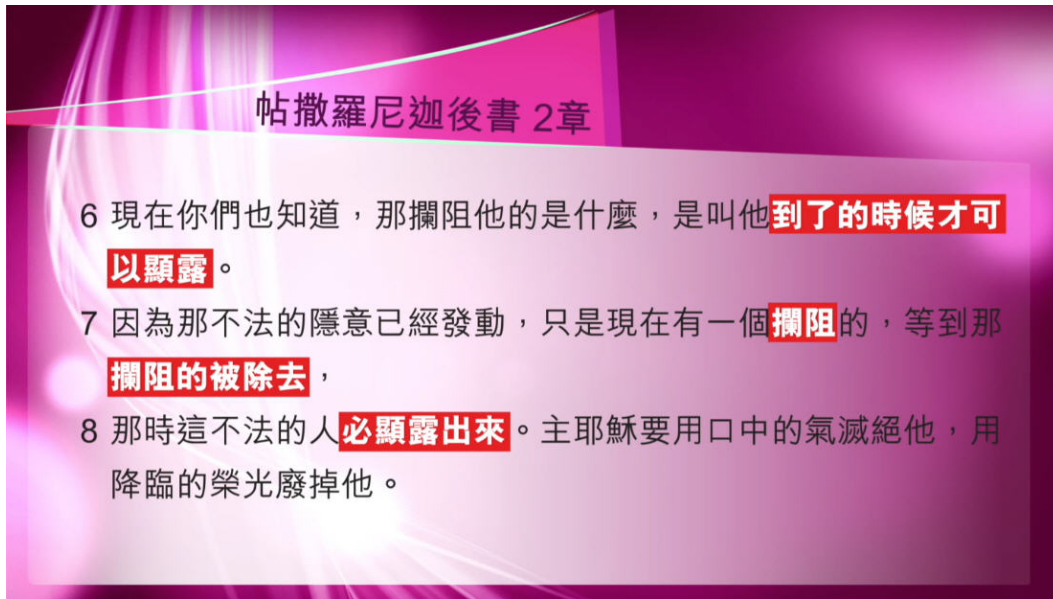 帖撒羅尼迦後書 2章
6 現在你們也知道，那攔阻他的是什麼，是叫他到了的時候才可
以顯露。
7 因為那不法的隱意已經發動，只是現在有一個攔阻的，等到那
攔阻的被除去，
8 那時這不法的人必顯露出來。主耶穌要用口中的氣滅絕他，用
降臨的榮光廢掉他。